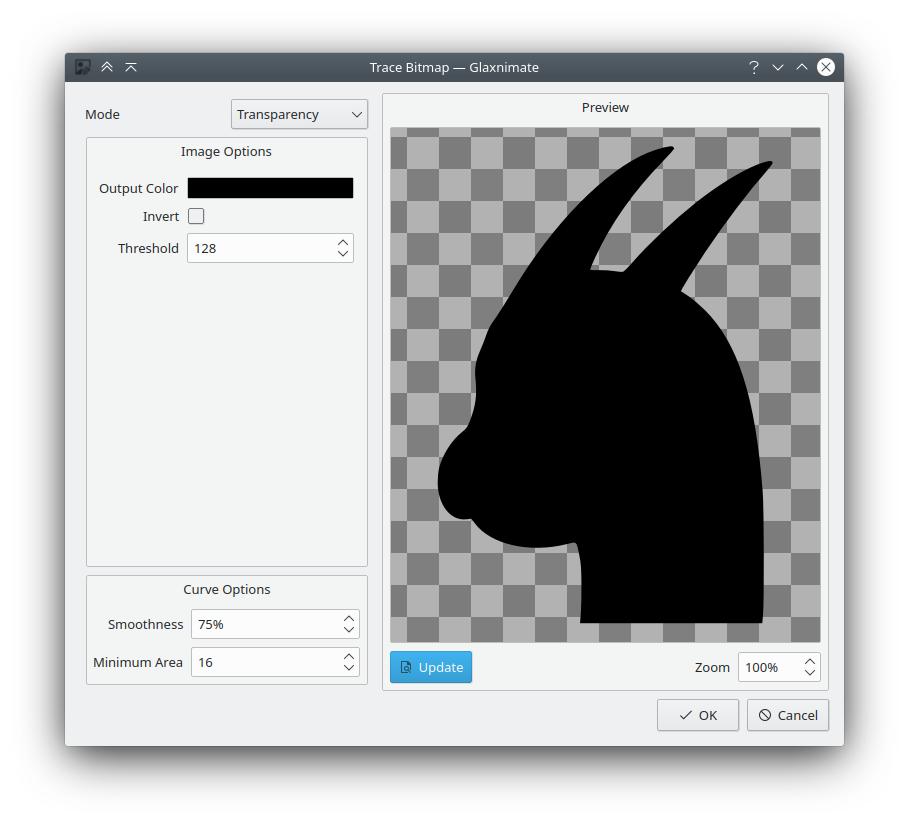 Trace Bitmap — Glaxnimate
Mode
Transparency
Image Options
Output Color
Invert
Threshold
128
Curve Options
Smoothness
75%
Minimum Area
16
Preview
Update
Zoom
100%
OK
Cancel